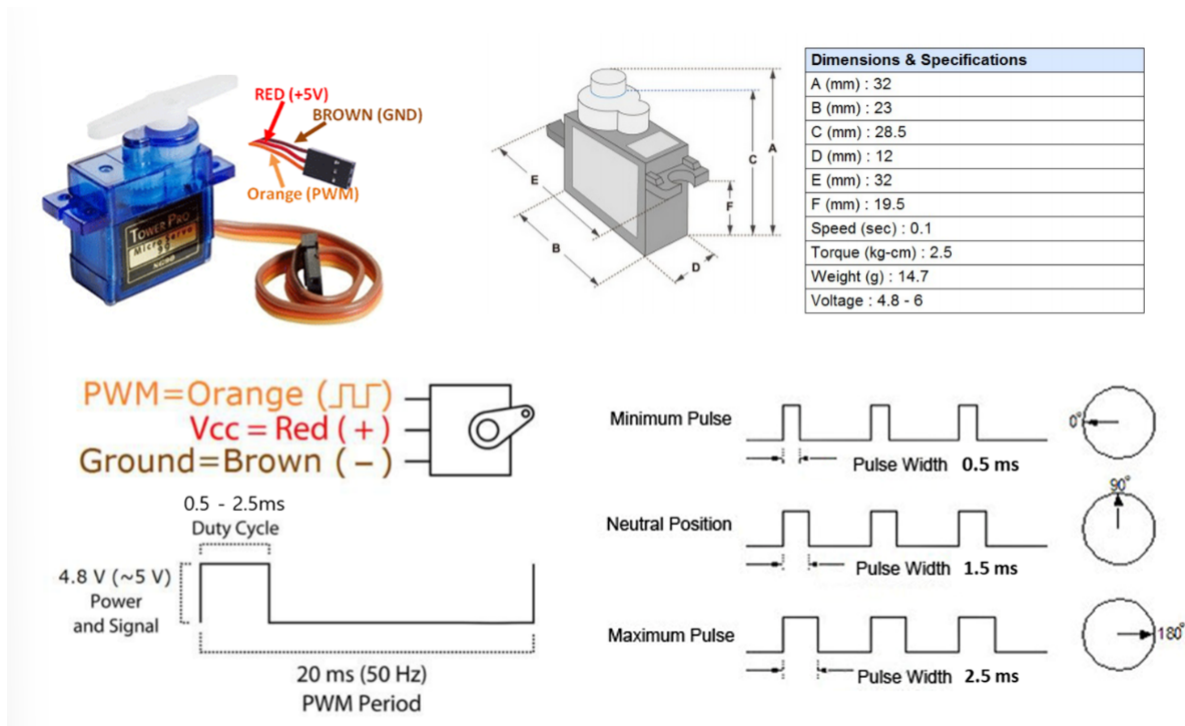 RED (+5V)
BROWN (GND)
Orange (PWM)
TOWER PRO
Micro Servo
A
C
E
F
B
D
Dimensions & Specifications
A (mm) : 32
B (mm) : 23
C (mm) : 28.5
D (mm) : 12
E (mm) : 32
F (mm) : 19.5
Speed (sec) : 0.1
Torque (kg-cm) : 2.5
Weight (g) : 14.7
Voltage : 4.8 - 6
PWM=Orange ( )
Vcc = Red ( + )
Ground=Brown ( − )
0.5 - 2.5ms
Duty Cycle
4.8 V (~5 V)
Power
and Signal
20 ms (50 Hz)
PWM Period
Minimum Pulse
Pulse Width 0.5 ms
0°
Neutral Position
Pulse Width 1.5 ms
90°
Maximum Pulse
Pulse Width 2.5 ms
180°